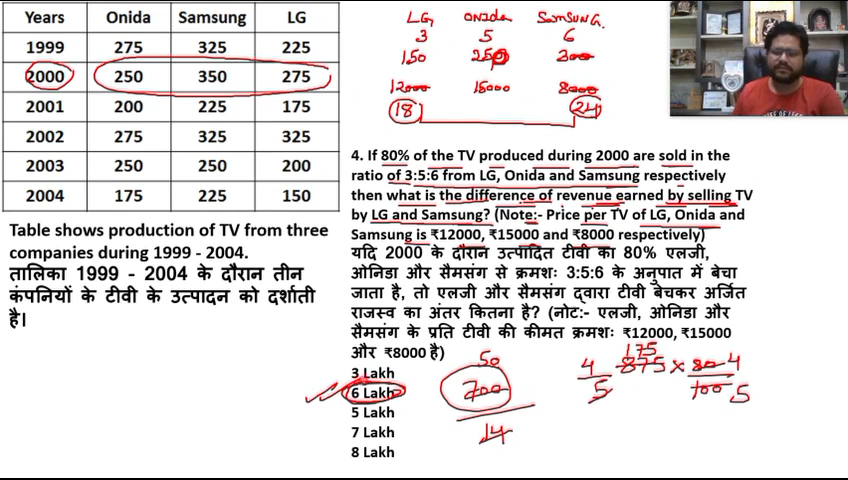 Years Onida Samsung LG
1999 275 325 225
2000 250 350 275
2001 200 225 175
2002 275 325 325
2003 250 250 200
2004 175 225 150
Table shows production of TV from three
companies during 1999 - 2004.
तालिका 1999 - 2004 के दौरान तीन
कंपनियों के टीवी के उत्पादन को दर्शाती
है।
LG, ONIDA SAMSUNG.
3 5 6
150 250 300
12000 15000 8000
18 24
4. If 80% of the TV produced during 2000 are sold in the
ratio of 3:5:6 from LG, Onida and Samsung respectively
then what is the difference of revenue earned by selling TV
by LG and Samsung? (Note:- Price per TV of LG, Onida and
Samsung is ₹12000, ₹15000 and ₹8000 respectively)
यदि 2000 के दौरान उत्पादित टीवी का 80% एलजी,
ओनिडा और सैमसंग से क्रमशः 3:5:6 के अनुपात में बेचा
जाता है, तो एलजी और सैमसंग द्वारा टीवी बेचकर अर्जित
राजस्व का अंतर कितना है? (नोट:- एलजी, ओनिडा और
सैमसंग के प्रति टीवी की कीमत क्रमशः ₹12000, ₹15000
और ₹8000 है)
3 Lakh
6 Lakh
5 Lakh
7 Lakh
8 Lakh
50
700
14
175
4 875 × 80 4
5 100 5